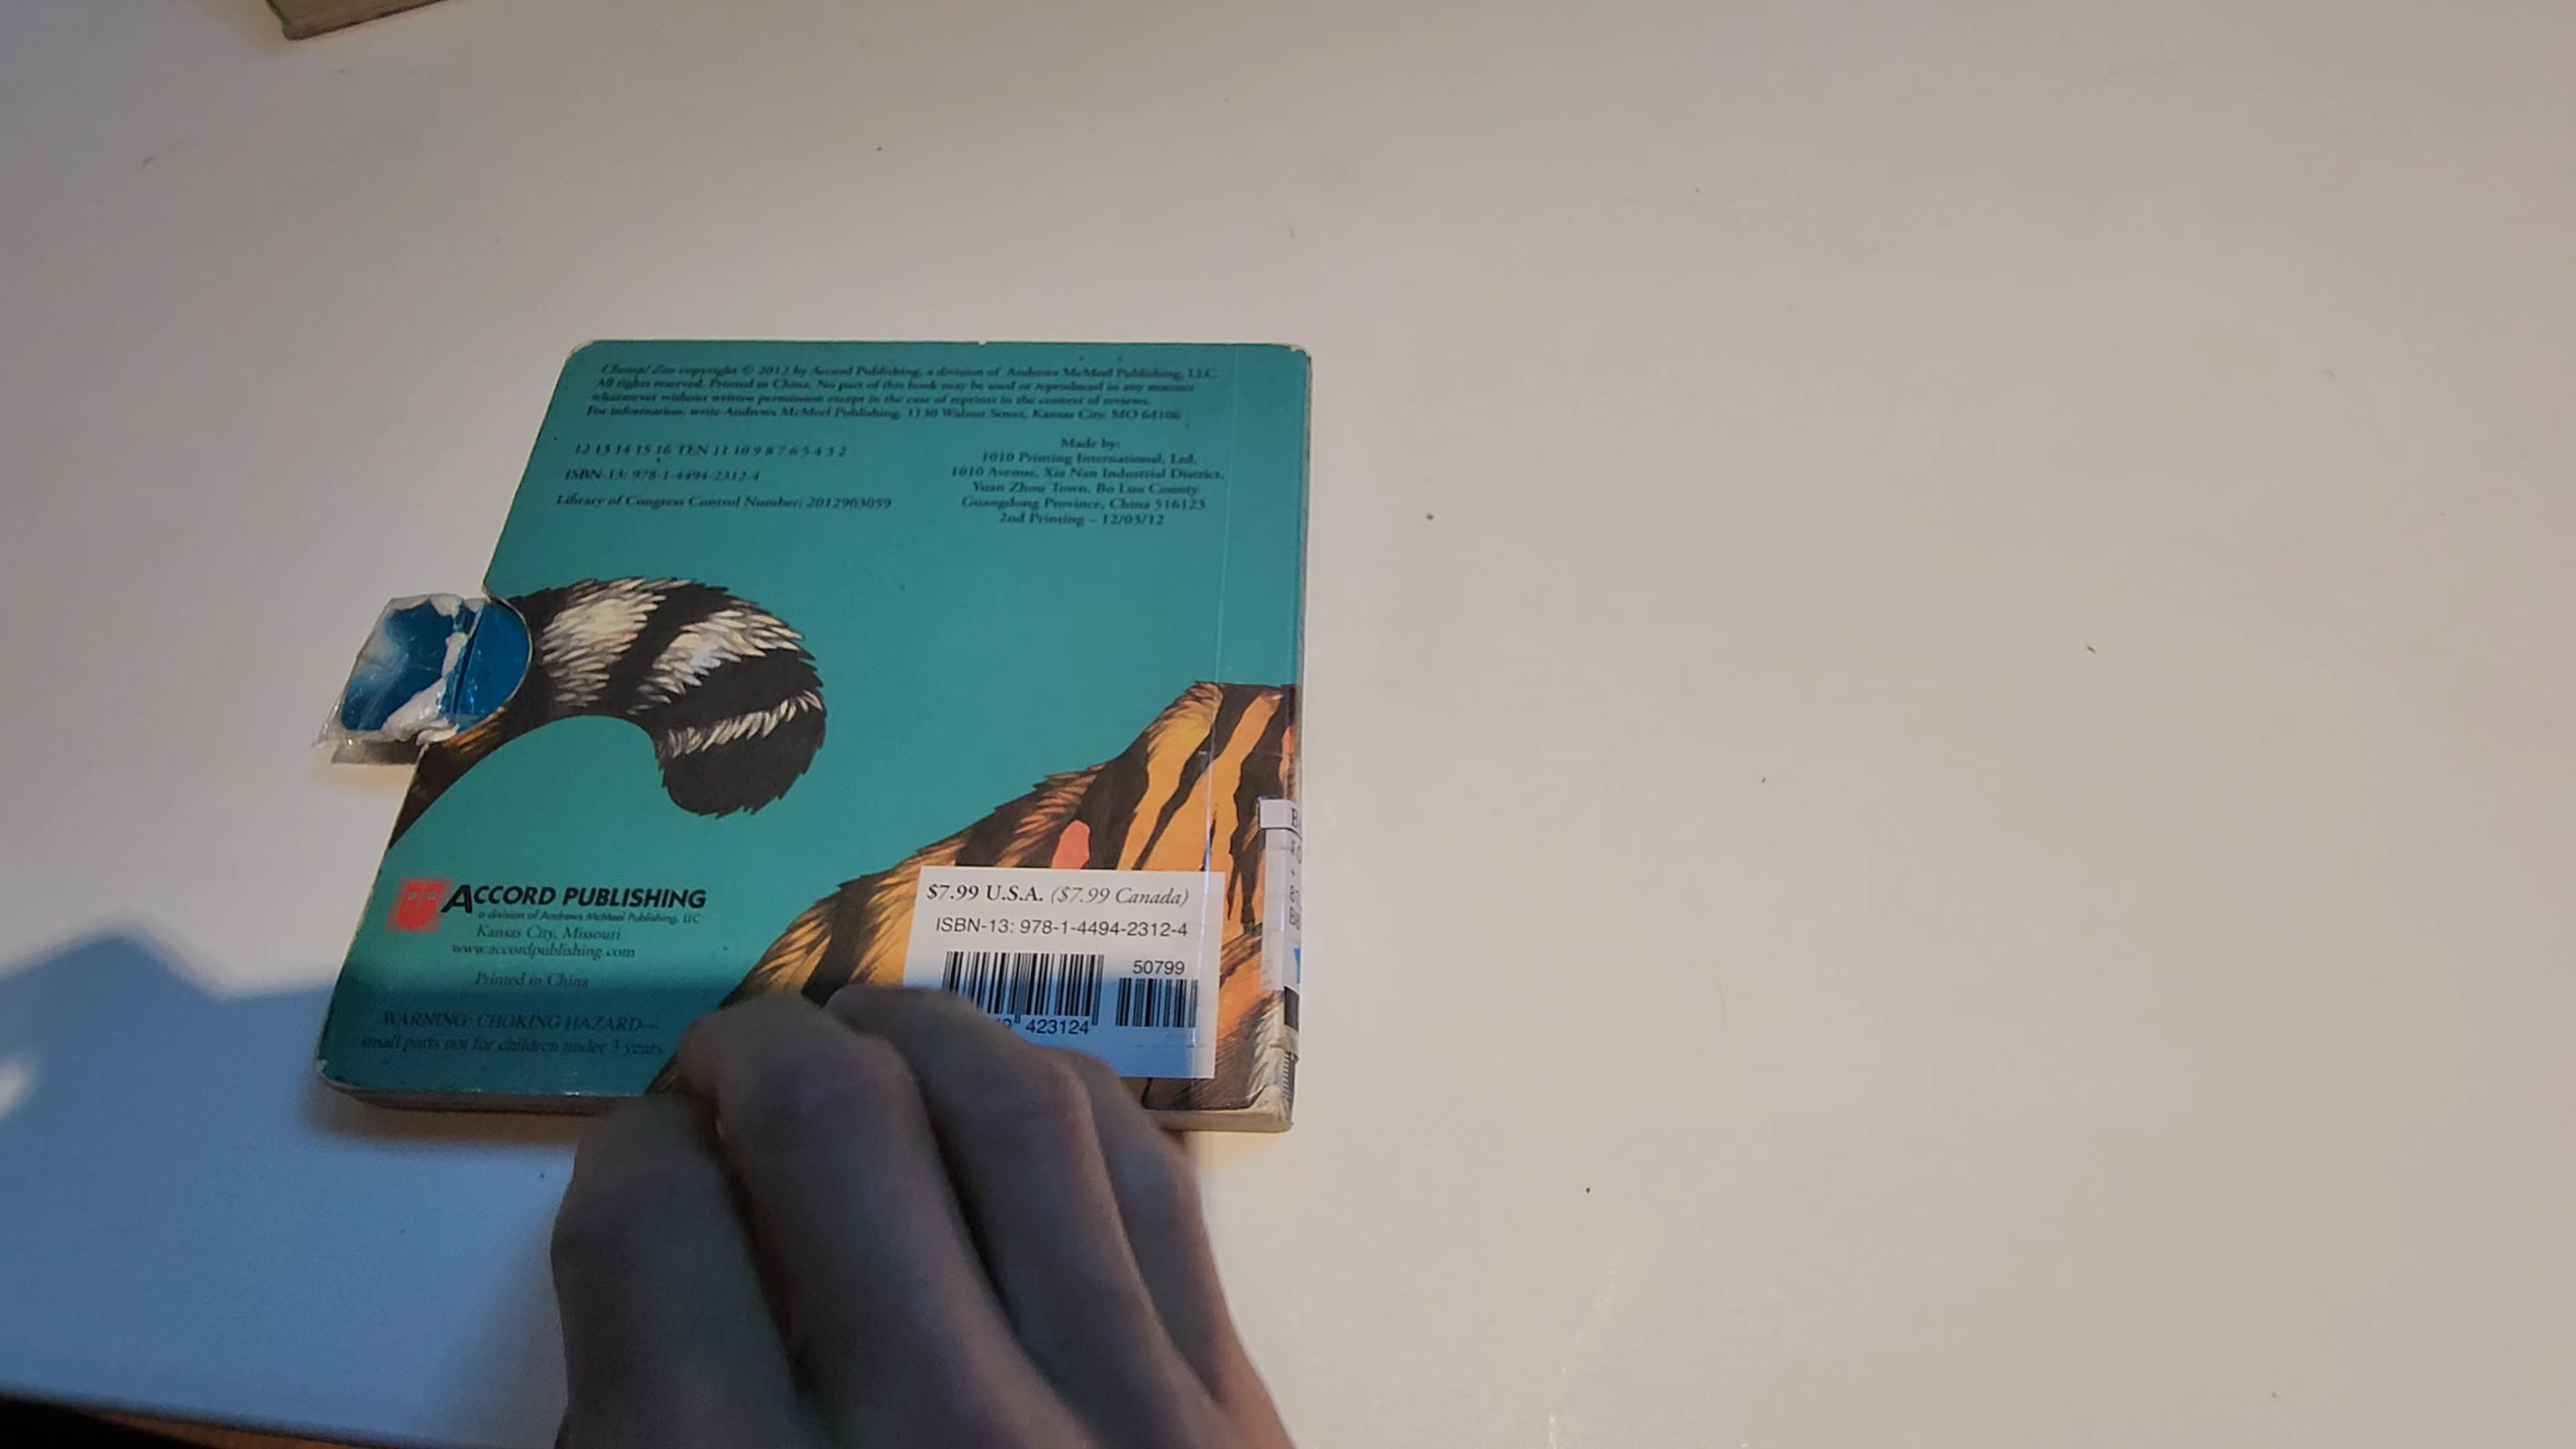 Chomp! Zoo copyright © 2012 by Accord Publishing, a division of Andrews McMeel Publishing, LLC
All rights reserved. Printed in China. No part of this book may be used or reproduced in any manner
whatsoever without written permission except in the case of reprints in the context of reviews.
For information, write Andrews McMeel Publishing, 1130 Walnut Street, Kansas City, MO 64106
12 13 14 15 16 TEN 11 10 9 8 7 6 5 4 3 2
ISBN-13: 978-1-4494-2312-4
Library of Congress Control Number: 2012903059
Made by:
1010 Printing International, Ltd.
1010 Avenue, Xia Nan Industrial District,
Yuan Zhou Town, Bo Luo County
Guangdong Province, China 516123
2nd Printing – 12/03/12
ACCORD PUBLISHING
a division of Andrews McMeel Publishing, LLC
Kansas City, Missouri
www.accordpublishing.com
Printed in China
WARNING: CHOKING HAZARD—
small parts not for children under 3 years.
$7.99 U.S.A. ($7.99 Canada)
ISBN-13: 978-1-4494-2312-4
50799
423124